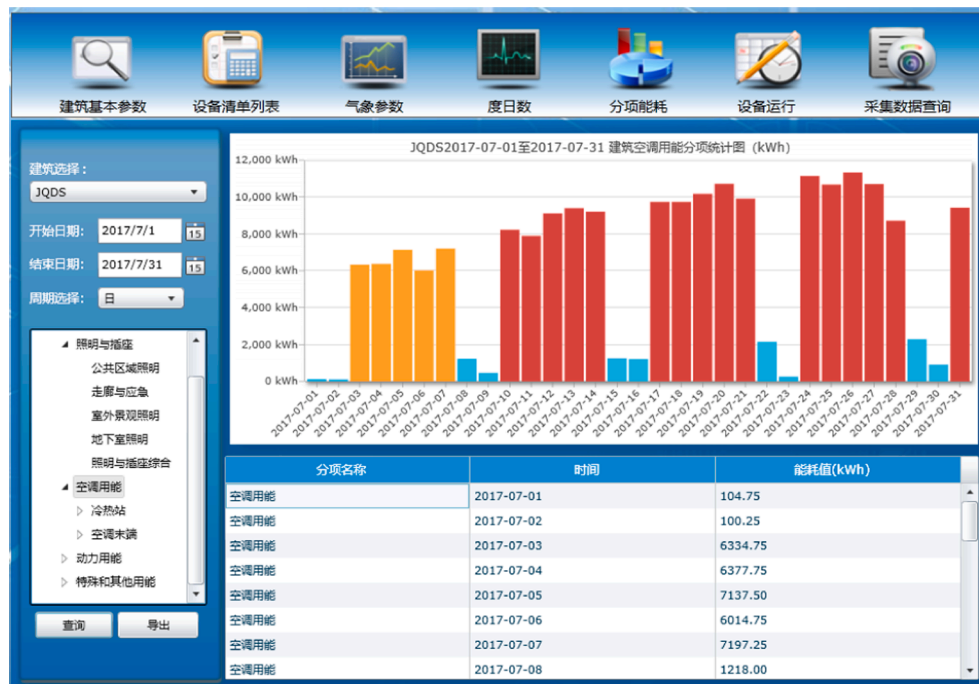 建筑基本参数 设备清单列表 气象参数 度日数 分项能耗 设备运行 采集数据查询
建筑选择：
JQDS
开始日期： 2017/7/1 15
结束日期： 2017/7/31 15
周期选择： 日
照明与插座
公共区域照明
走廊与应急
室外景观照明
地下室照明
照明与插座综合
空调用能
冷热站
空调末端
动力用能
特殊和其他用能
查询 导出
JQDS2017-07-01至2017-07-31 建筑空调用能分项统计图（kWh）
12,000 kWh
10,000 kWh
8,000 kWh
6,000 kWh
4,000 kWh
2,000 kWh
0 kWh
2017-07-01 2017-07-02 2017-07-03 2017-07-04 2017-07-05 2017-07-06 2017-07-07 2017-07-08 2017-07-09 2017-07-10 2017-07-11 2017-07-12 2017-07-13 2017-07-14 2017-07-15 2017-07-16 2017-07-17 2017-07-18 2017-07-19 2017-07-20 2017-07-21 2017-07-22 2017-07-23 2017-07-24 2017-07-25 2017-07-26 2017-07-27 2017-07-28 2017-07-29 2017-07-30 2017-07-31
分项名称 时间 能耗值(kWh)
空调用能 2017-07-01 104.75
空调用能 2017-07-02 100.25
空调用能 2017-07-03 6334.75
空调用能 2017-07-04 6377.75
空调用能 2017-07-05 7137.50
空调用能 2017-07-06 6014.75
空调用能 2017-07-07 7197.25
空调用能 2017-07-08 1218.00